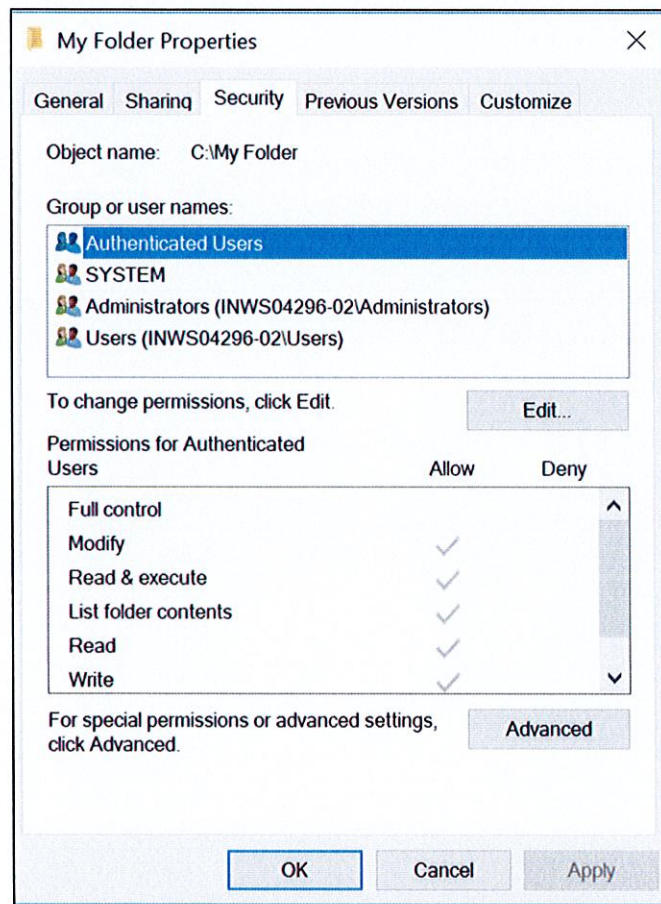 My Folder Properties
General Sharing Security Previous Versions Customize
Object name: C:\My Folder
Group or user names:
Authenticated Users
SYSTEM
Administrators (INWS04296-02\Administrators)
Users (INWS04296-02\Users)
To change permissions, click Edit.
Edit...
Permissions for Authenticated
Users Allow Deny
Full control
Modify
Read & execute
List folder contents
Read
Write
For special permissions or advanced settings,
click Advanced.
Advanced
OK Cancel Apply